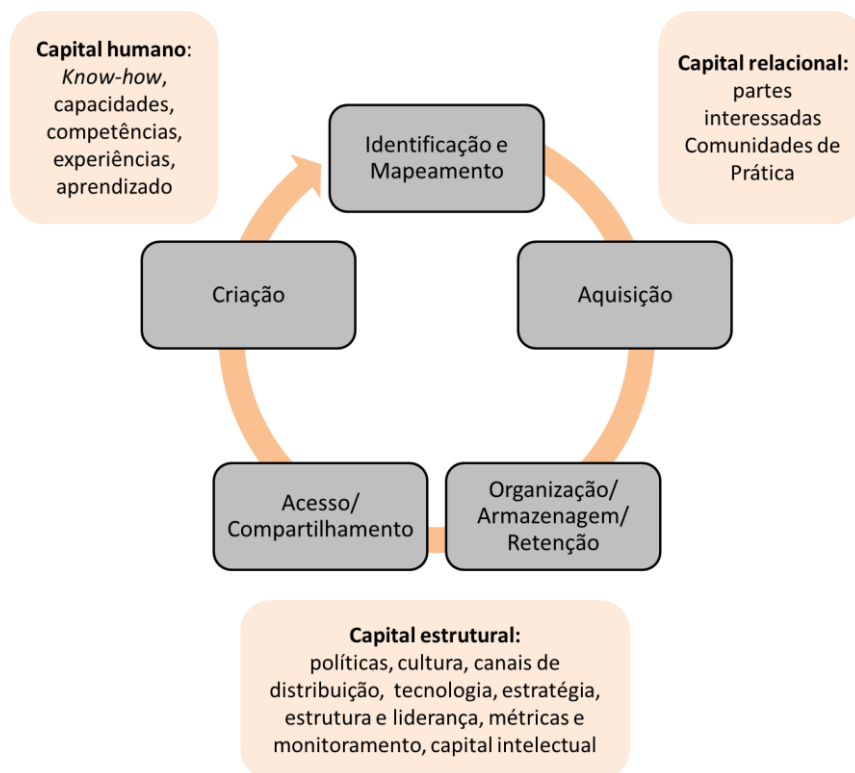 Capital humano:
Know-how,
capacidades,
competências,
experiências,
aprendizado
Capital relacional:
partes
interessadas
Comunidades de
Prática
Identificação e
Mapeamento
Criação
Aquisição
Acesso/
Compartilhamento
Organização/
Armazenagem/
Retenção
Capital estrutural:
políticas, cultura, canais de
distribuição, tecnologia, estratégia,
estrutura e liderança, métricas e
monitoramento, capital intelectual